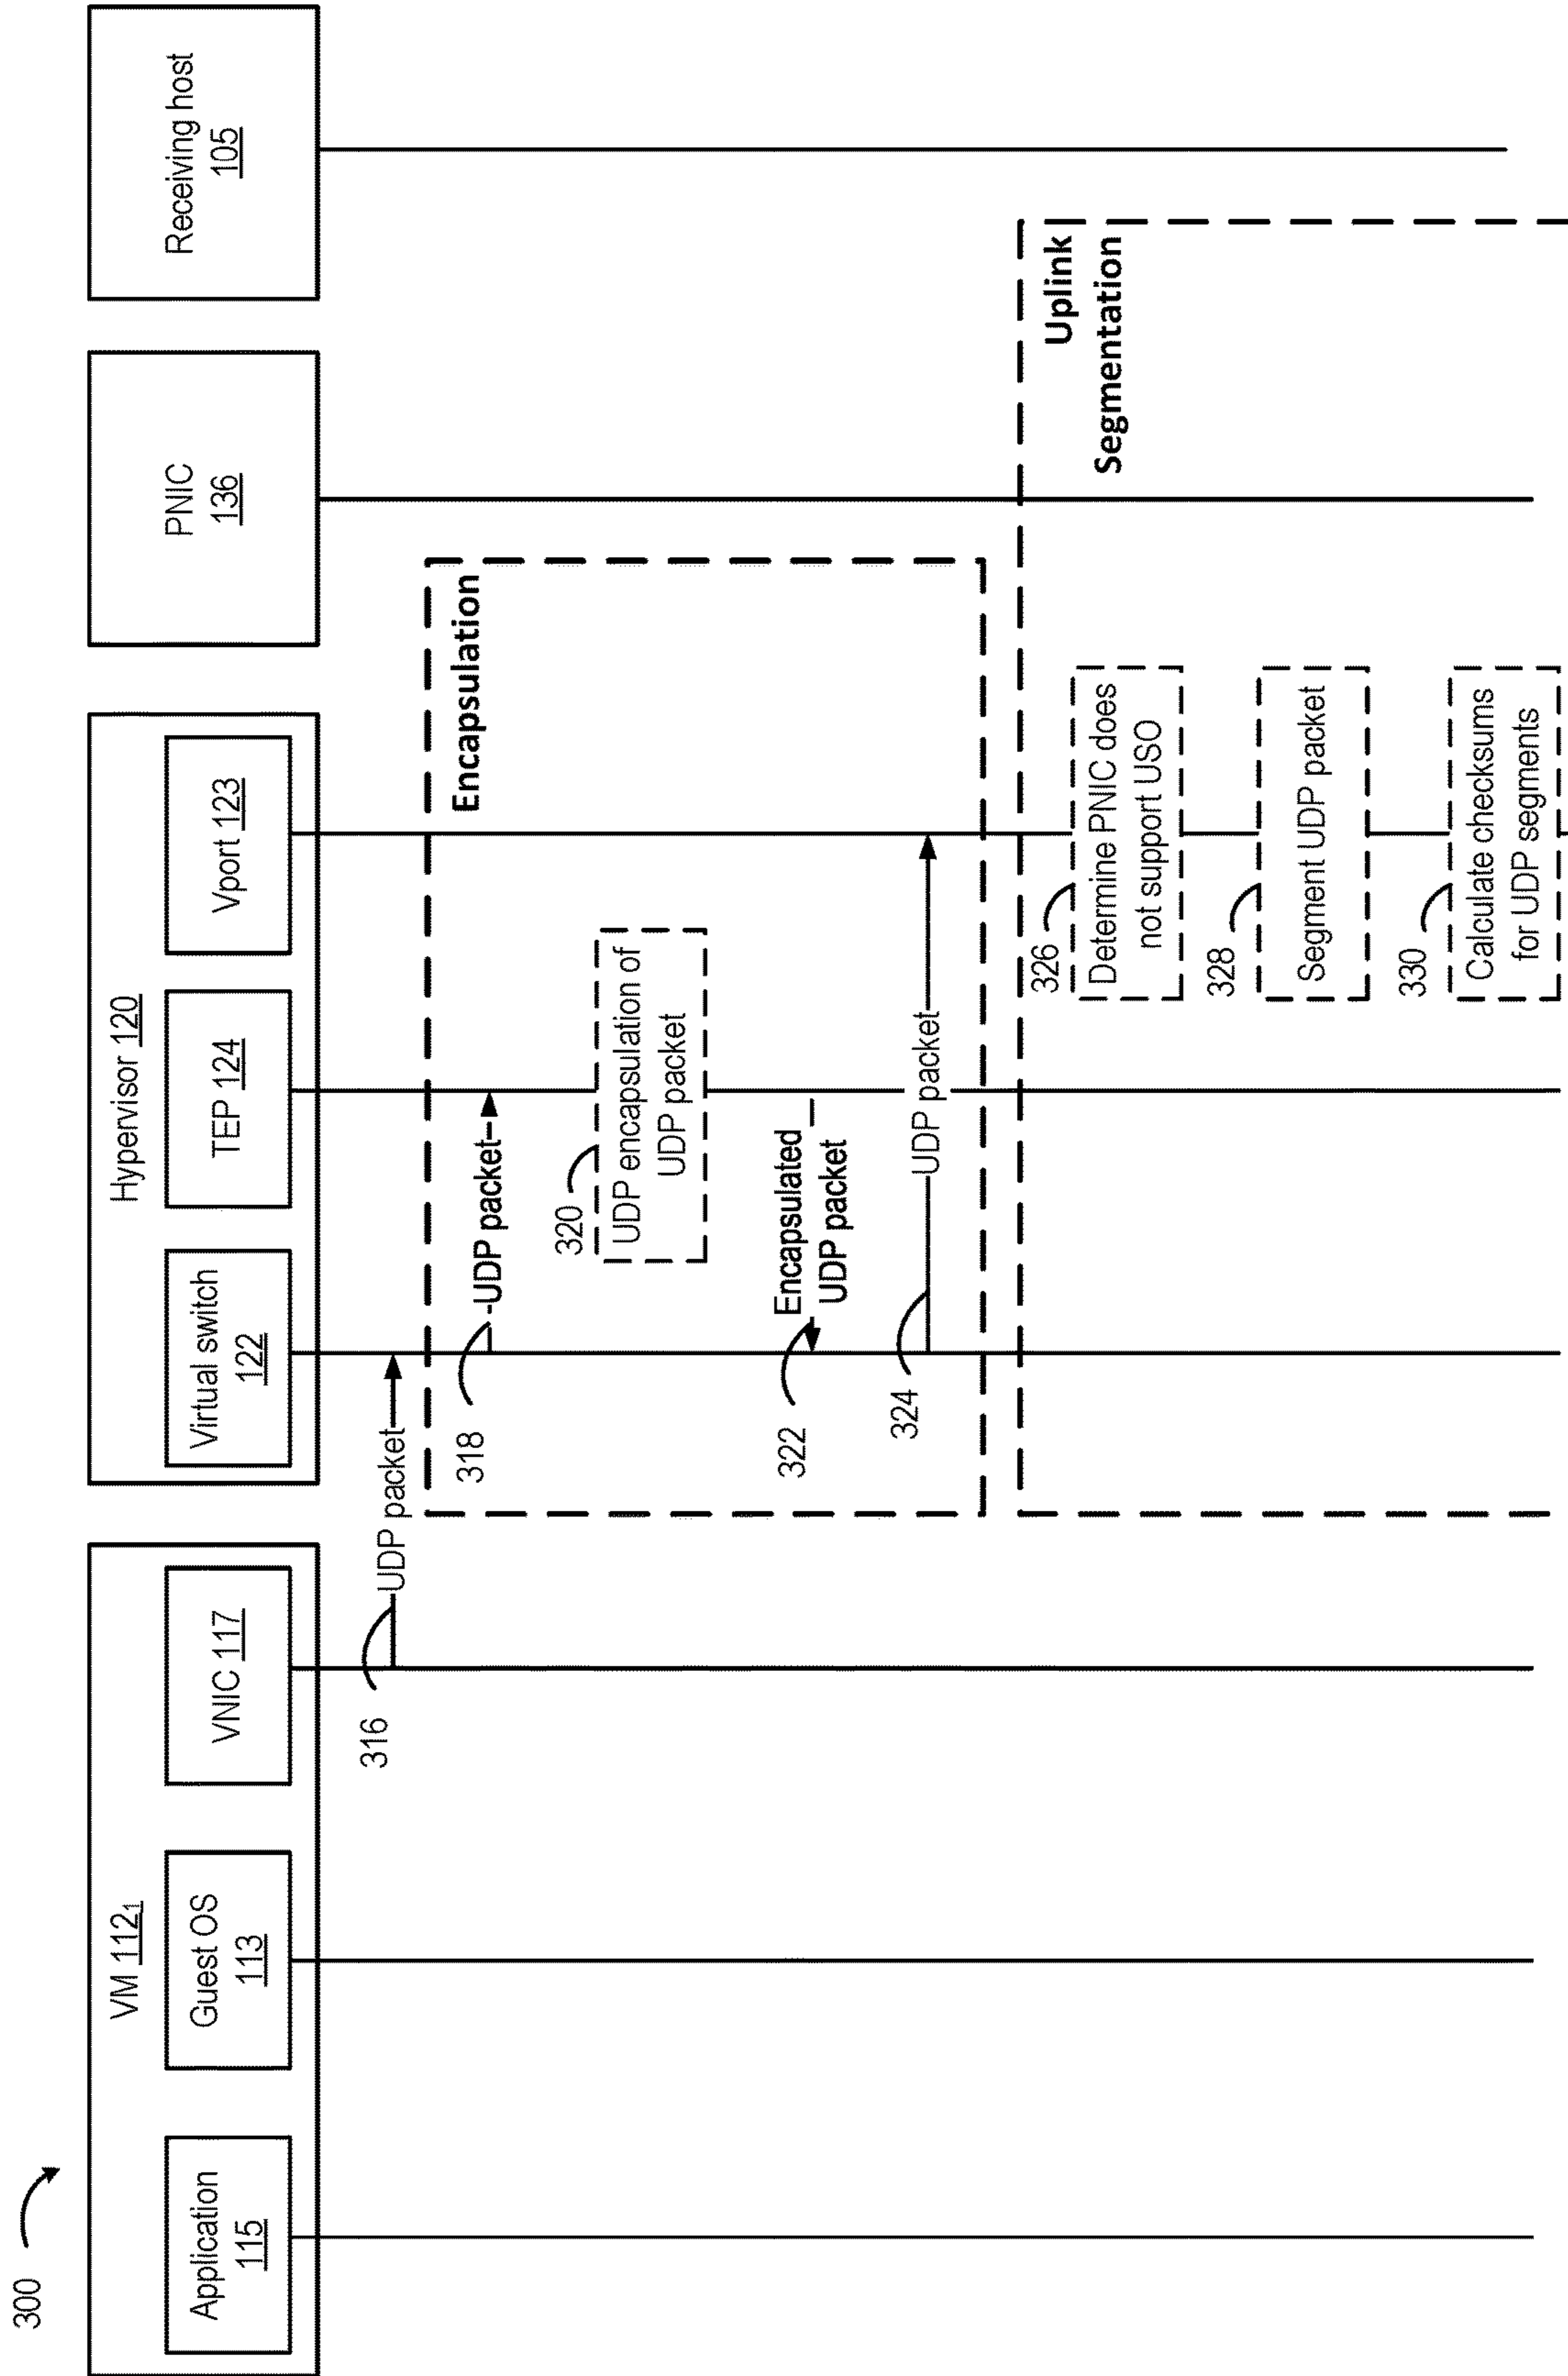 300
VM 112₁
Application
115
Guest OS
113
VNIC 117
Hypervisor 120
Virtual switch
122
TEP 124
Vport 123
PNIC
136
Receiving host
105
316
UDP packet
Encapsulation
318
UDP packet
320
UDP encapsulation of
UDP packet
322
Encapsulated
UDP packet
324
UDP packet
Uplink
Segmentation
326
Determine PNIC does
not support USO
328
Segment UDP packet
330
Calculate checksums
for UDP segments